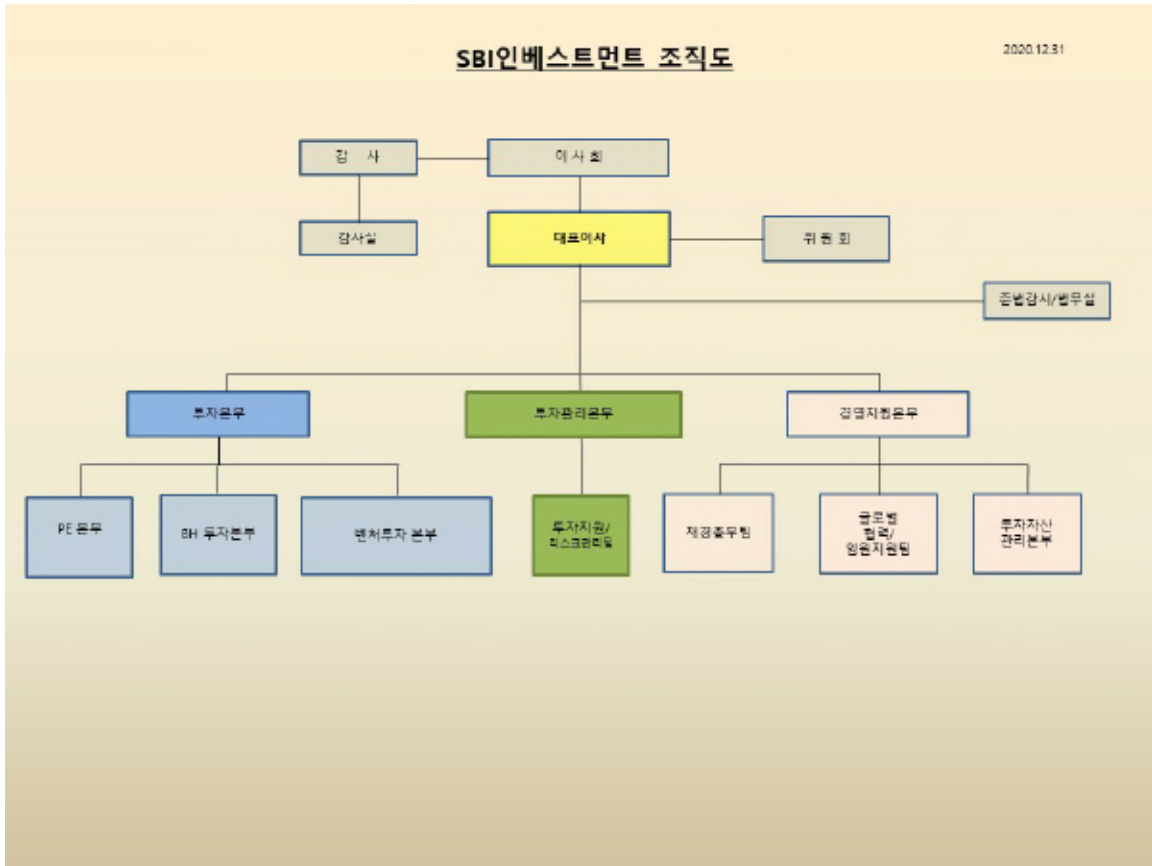 SBI인베스트먼트 조직도
2020.12.31
감 사
이 사 회
감사실
대표이사
위 원 회
준법감시/법무실
투자본부
투자관리본부
경영지원본부
PE 본부
BH 투자본부
벤처투자 본부
투자지원/
리스크관리팀
재경총무팀
글로벌
협력/
임원지원팀
투자자산
관리본부